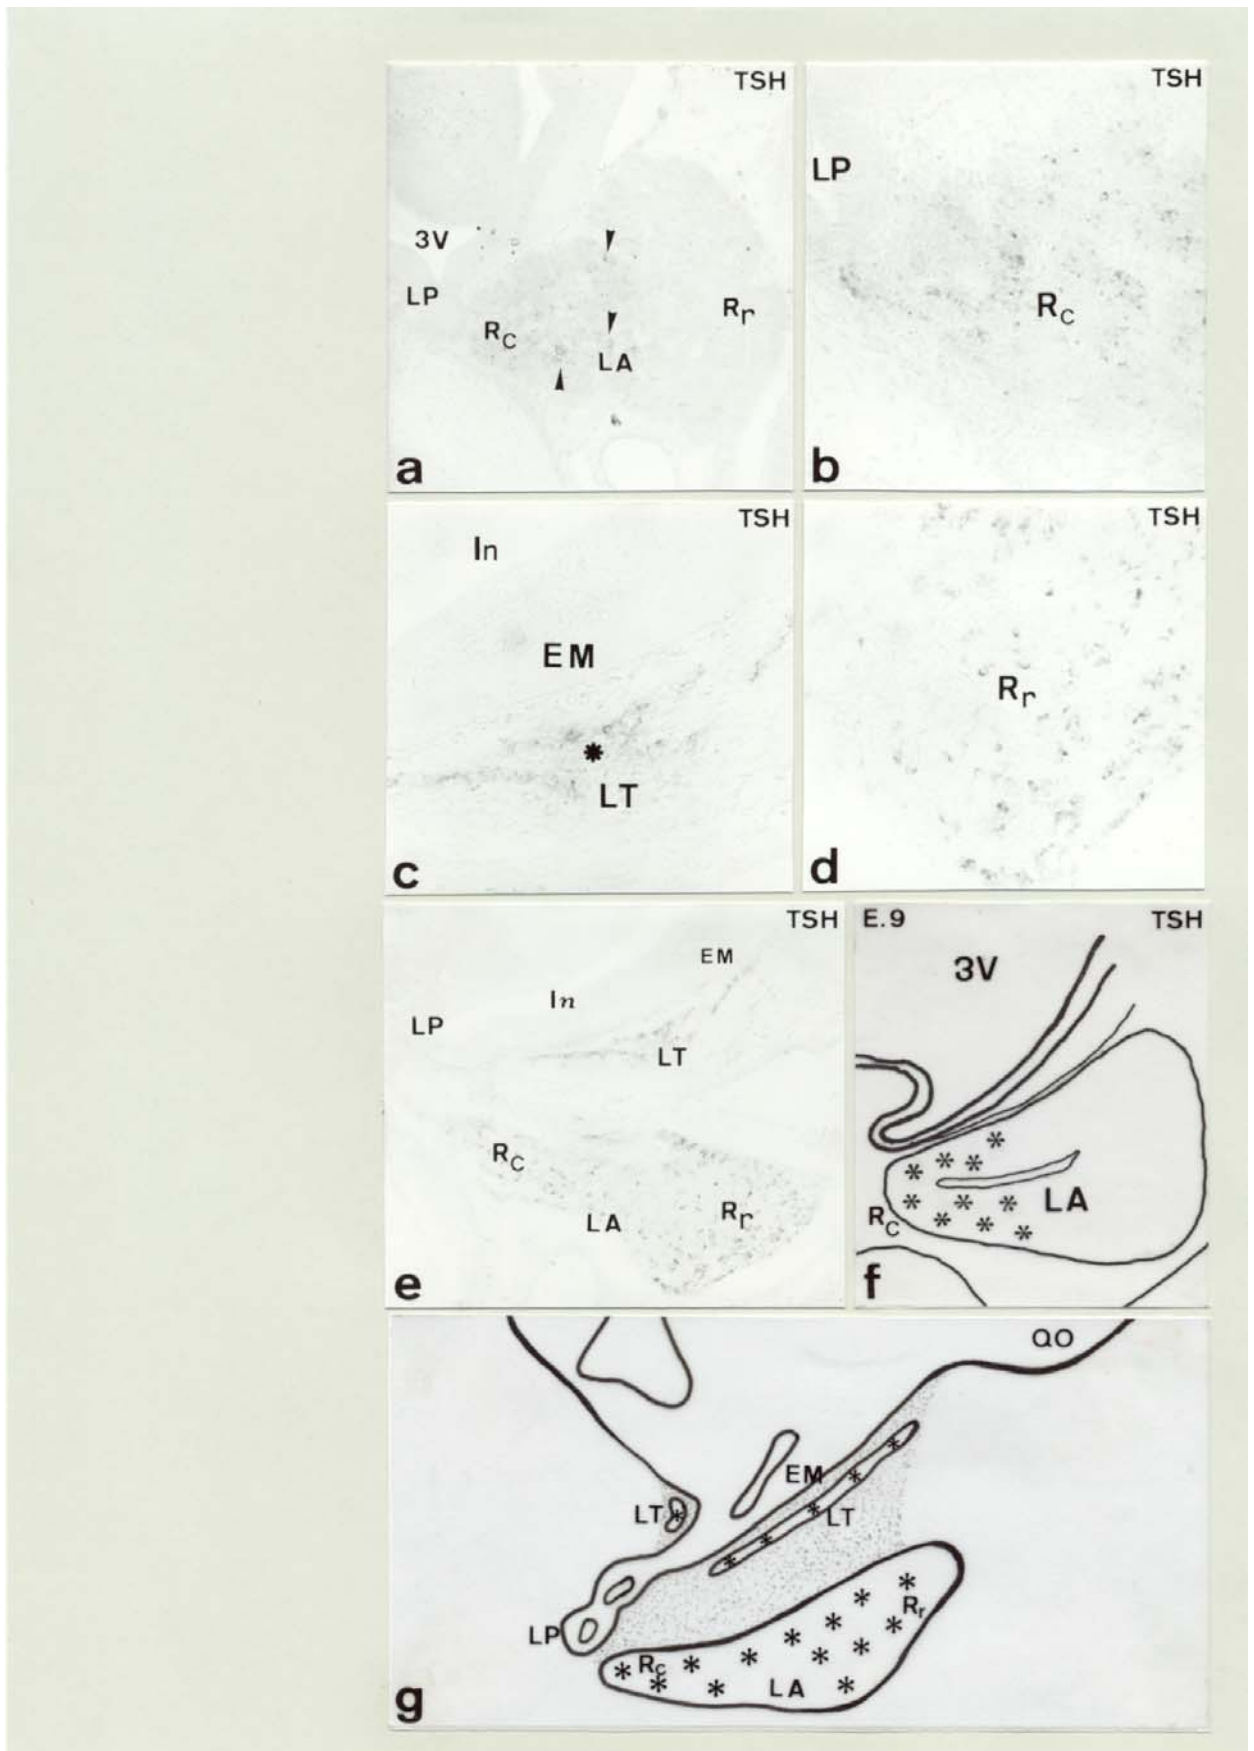 TSH
3V
LP
Rc
LA
Rr
a
TSH
LP
Rc
b
TSH
In
EM
*
LT
c
TSH
Rr
d
TSH
EM
In
LP
LT
Rc
LA
Rr
e
E.9 TSH
3V
* * * *
* * * * * *
Rc LA
f
QO
EM
LT
LT
LP
Rr
Rc
LA
g